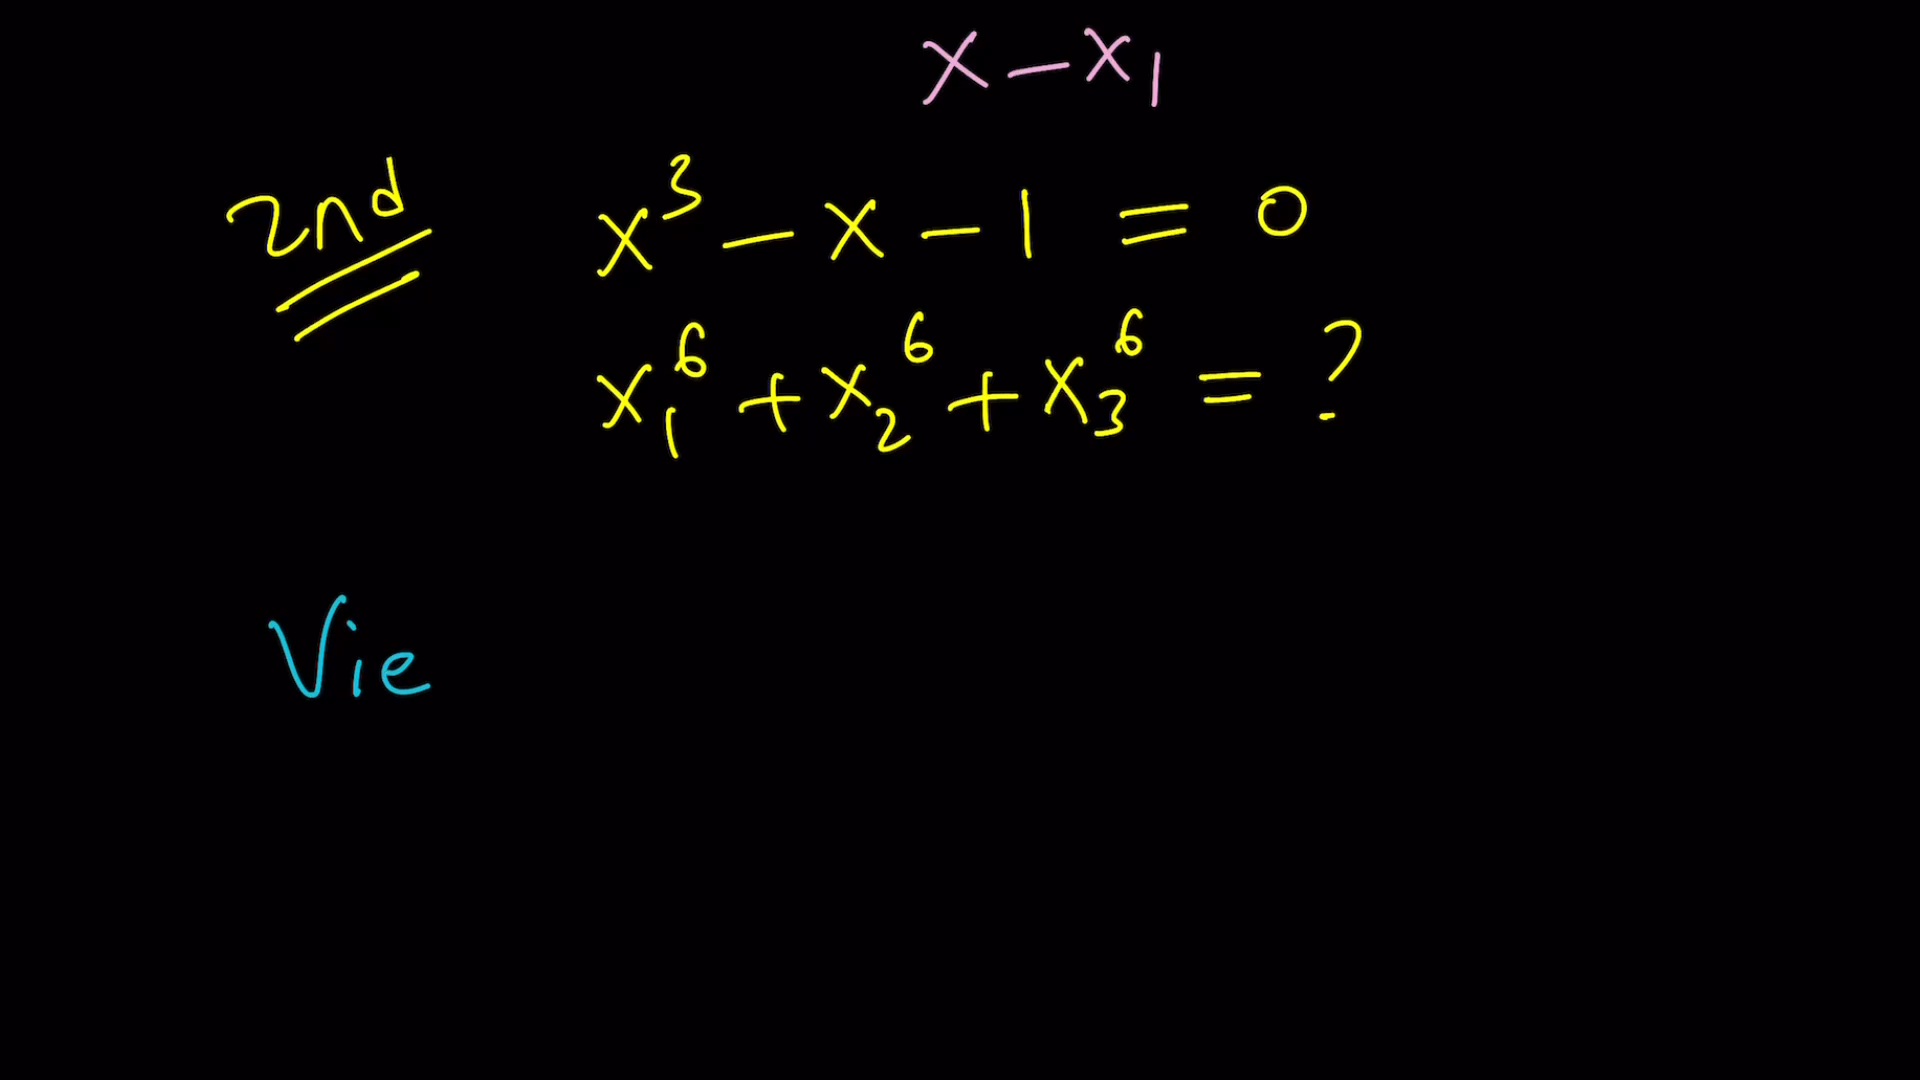 x - x₁
2nd x³ - x - 1 = 0
x₁⁶ + x₂⁶ + x₃⁶ = ?
Vie